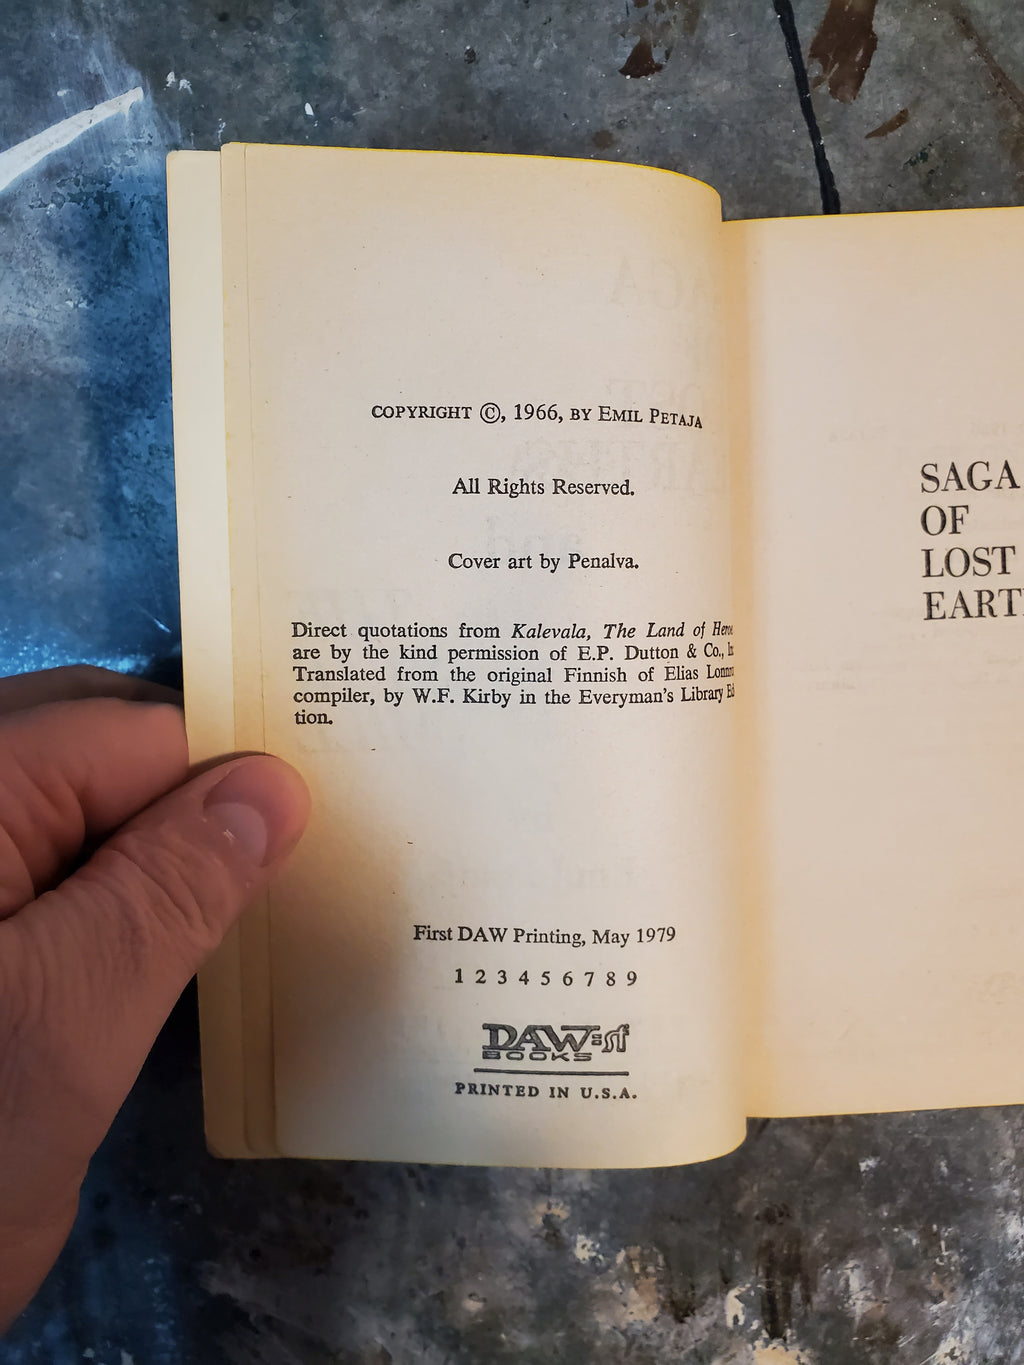 COPYRIGHT ©, 1966, BY EMIL PETAJA
All Rights Reserved.
Cover art by Penalva.
Direct quotations from Kalevala, The Land of
are by the kind permission of E.P. Dutton & Co.,
Translated from the original Finnish of Elias
compiler, by W.F. Kirby in the Everyman's Library
tion.
First DAW Printing, May 1979
1 2 3 4 5 6 7 8 9
DAW sf
BOOKS
PRINTED IN U.S.A.
SAGA
OF
LOST
EART